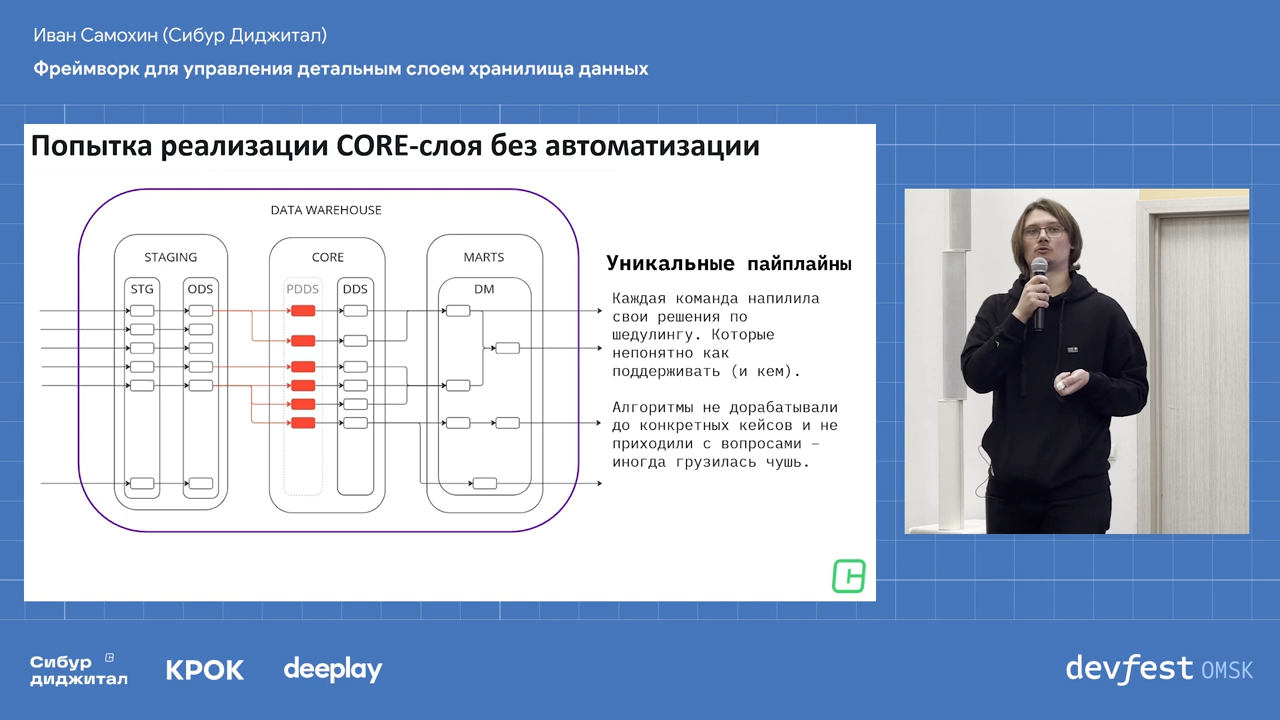 Иван Самохин (Сибур Диджитал)
Фреймворк для управления детальным слоем хранилища данных
Попытка реализации CORE-слоя без автоматизации
DATA WAREHOUSE
STAGING
CORE
MARTS
STG
ODS
PDDS
DDS
DM
Уникальные пайплайны
Каждая команда напилила
свои решения по
шедулингу. Которые
непонятно как
поддерживать (и кем).
Алгоритмы не дорабатывали
до конкретных кейсов и не
приходили с вопросами –
иногда грузилась чушь.
Сибур
диджитал
КРОК
deeplay
devfest OMSK